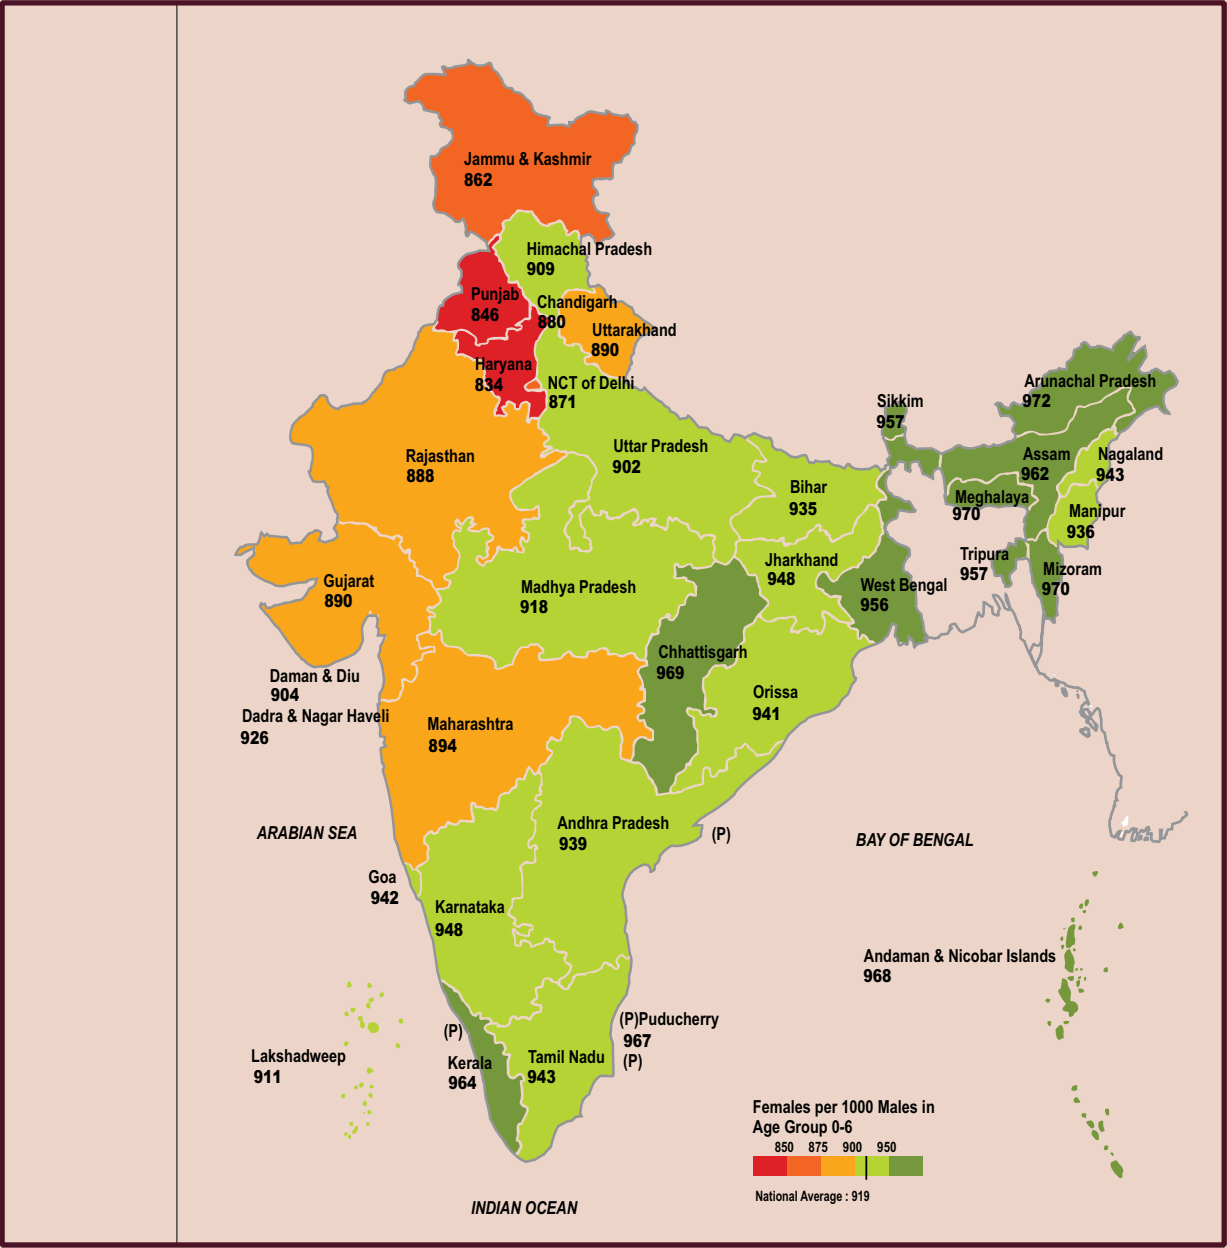 Jammu & Kashmir
862
Himachal Pradesh
909
Punjab
846
Chandigarh
880
Uttarakhand
890
Haryana
834
NCT of Delhi
871
Arunachal Pradesh
972
Sikkim
957
Rajasthan
888
Uttar Pradesh
902
Assam
962
Nagaland
943
Bihar
935
Meghalaya
970
Manipur
936
Gujarat
890
Madhya Pradesh
918
Jharkhand
948
West Bengal
956
Tripura
957
Mizoram
970
Chhattisgarh
969
Orissa
941
Daman & Diu
904
Dadra & Nagar Haveli
926
Maharashtra
894
ARABIAN SEA
Andhra Pradesh
939
(P)
BAY OF BENGAL
Goa
942
Karnataka
948
Andaman & Nicobar Islands
968
(P)
(P)Puducherry
967
(P)
Lakshadweep
911
Kerala
964
Tamil Nadu
943
Females per 1000 Males in
Age Group 0-6
850 875 900 950
National Average : 919
INDIAN OCEAN